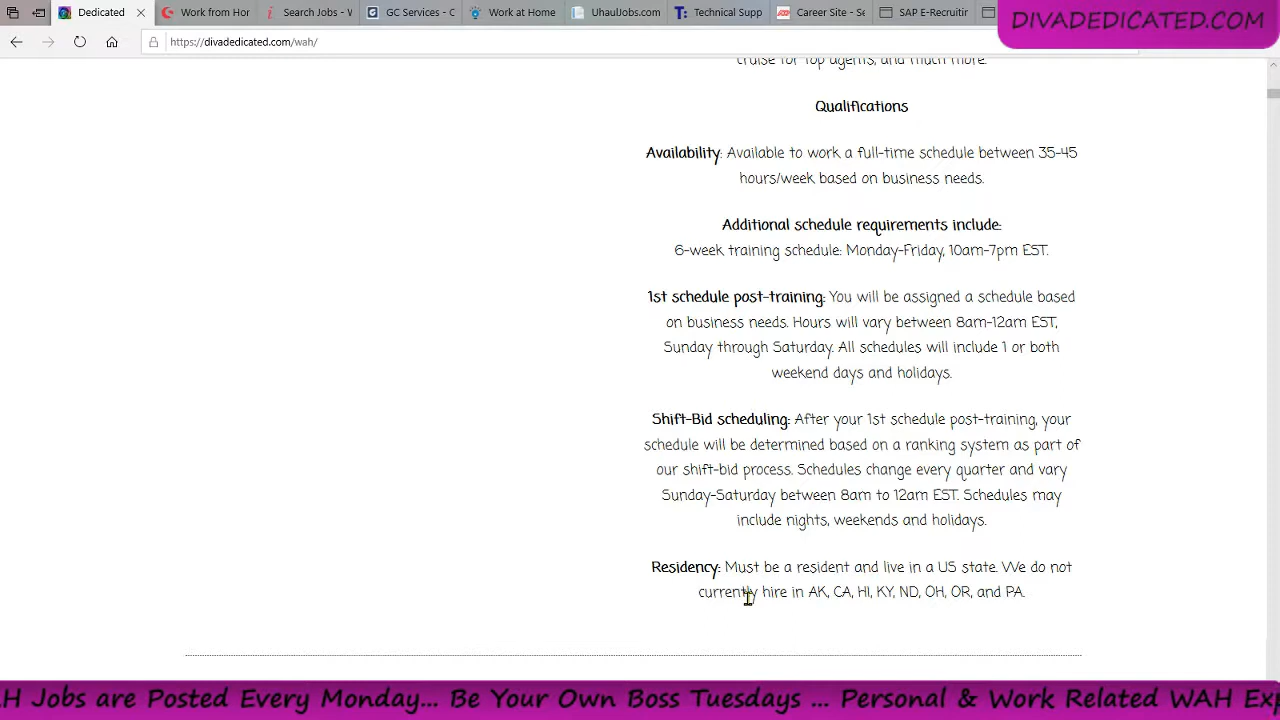 Dedicated
Work from Hor
Search Jobs - W
GC Services - C
Work at Home
UhaulJobs.com
Technical Supp
Career Site - S
SAP E-Recruitin
DIVADEDICATED.COM
https://divadedicated.com/wah/
cruise for top agents, and much more.
Qualifications
Availability: Available to work a full-time schedule between 35-45
hours/week based on business needs.
Additional schedule requirements include:
6-week training schedule: Monday-Friday, 10am-7pm EST.
1st schedule post-training: You will be assigned a schedule based
on business needs. Hours will vary between 8am-12am EST,
Sunday through Saturday. All schedules will include 1 or both
weekend days and holidays.
Shift-Bid scheduling: After your 1st schedule post-training, your
schedule will be determined based on a ranking system as part of
our shift-bid process. Schedules change every quarter and vary
Sunday-Saturday between 8am to 12am EST. Schedules may
include nights, weekends and holidays.
Residency: Must be a resident and live in a US state. We do not
currently hire in AK, CA, HI, KY, ND, OH, OR, and PA.
H Jobs are Posted Every Monday... Be Your Own Boss Tuesdays ... Personal & Work Related WAH Exp